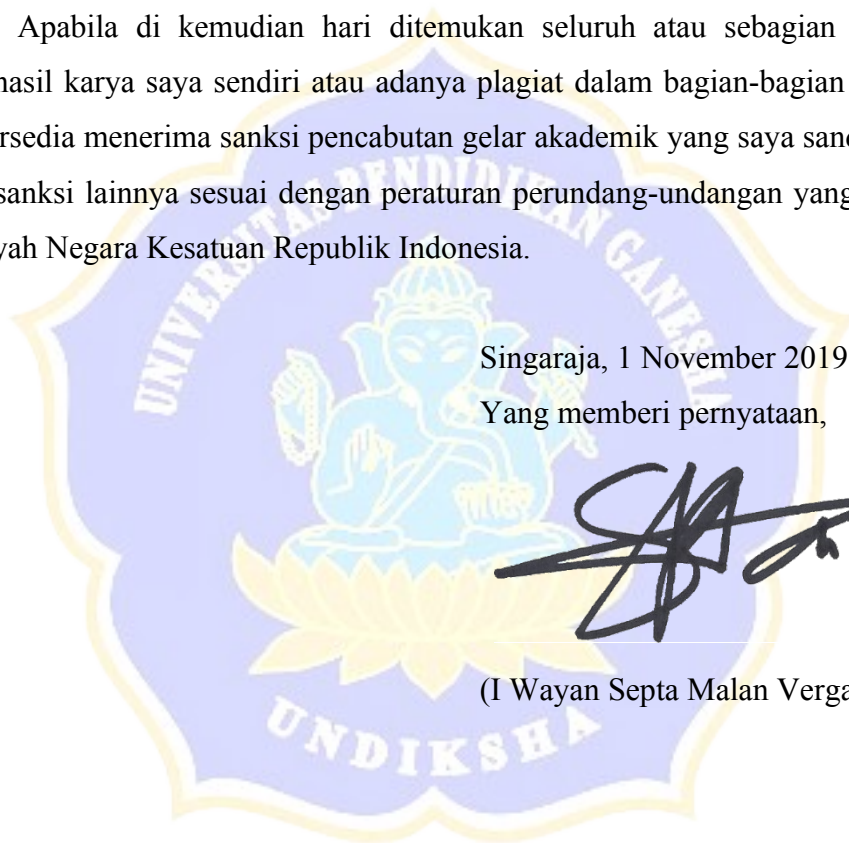 Apabila di kemudian hari ditemukan seluruh atau sebagian
hasil karya saya sendiri atau adanya plagiat dalam bagian-bagian
rsedia menerima sanksi pencabutan gelar akademik yang saya sand
sanksi lainnya sesuai dengan peraturan perundang-undangan yang
yah Negara Kesatuan Republik Indonesia.
UNIVERSITAS PENDIDIKAN GANESHA
Singaraja, 1 November 2019
Yang memberi pernyataan,
(I Wayan Septa Malan Verga
UNDIKSHA